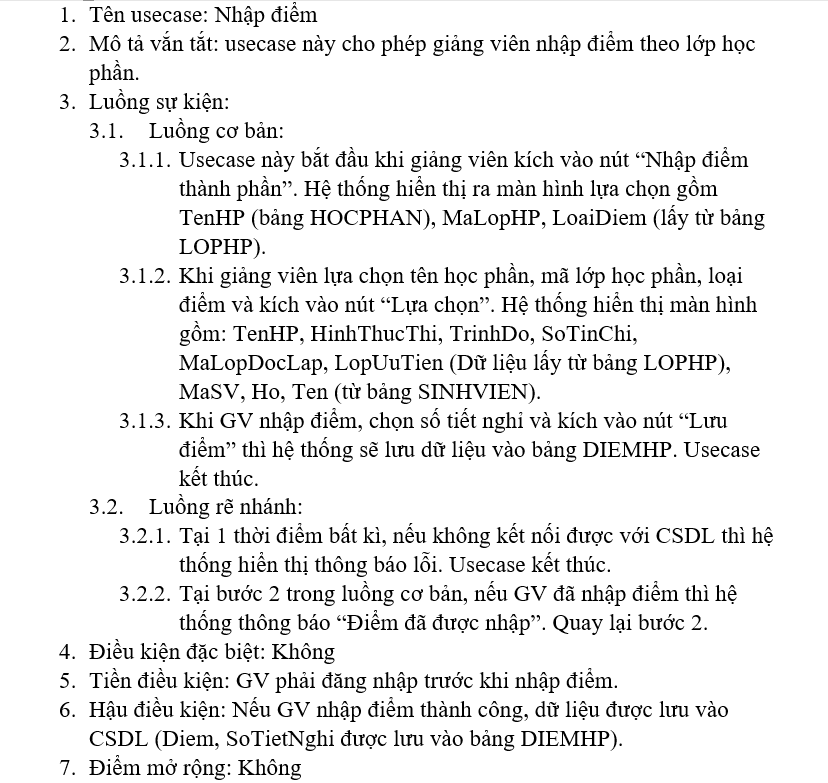 1. Tên usecase: Nhập điểm
2. Mô tả vắn tắt: usecase này cho phép giảng viên nhập điểm theo lớp học
phần.
3. Luồng sự kiện:
3.1. Luồng cơ bản:
3.1.1. Usecase này bắt đầu khi giảng viên kích vào nút “Nhập điểm
thành phần”. Hệ thống hiển thị ra màn hình lựa chọn gồm
TenHP (bảng HOCPHAN), MaLopHP, LoaiDiem (lấy từ bảng
LOPHP).
3.1.2. Khi giảng viên lựa chọn tên học phần, mã lớp học phần, loại
điểm và kích vào nút “Lựa chọn”. Hệ thống hiển thị màn hình
gồm: TenHP, HinhThucThi, TrinhDo, SoTinChi,
MaLopDocLap, LopUuTien (Dữ liệu lấy từ bảng LOPHP),
MaSV, Ho, Ten (từ bảng SINHVIEN).
3.1.3. Khi GV nhập điểm, chọn số tiết nghỉ và kích vào nút “Lưu
điểm” thì hệ thống sẽ lưu dữ liệu vào bảng DIEMHP. Usecase
kết thúc.
3.2. Luồng rẽ nhánh:
3.2.1. Tại 1 thời điểm bất kì, nếu không kết nối được với CSDL thì hệ
thống hiển thị thông báo lỗi. Usecase kết thúc.
3.2.2. Tại bước 2 trong luồng cơ bản, nếu GV đã nhập điểm thì hệ
thống thông báo “Điểm đã được nhập”. Quay lại bước 2.
4. Điều kiện đặc biệt: Không
5. Tiền điều kiện: GV phải đăng nhập trước khi nhập điểm.
6. Hậu điều kiện: Nếu GV nhập điểm thành công, dữ liệu được lưu vào
CSDL (Diem, SoTietNghi được lưu vào bảng DIEMHP).
7. Điểm mở rộng: Không